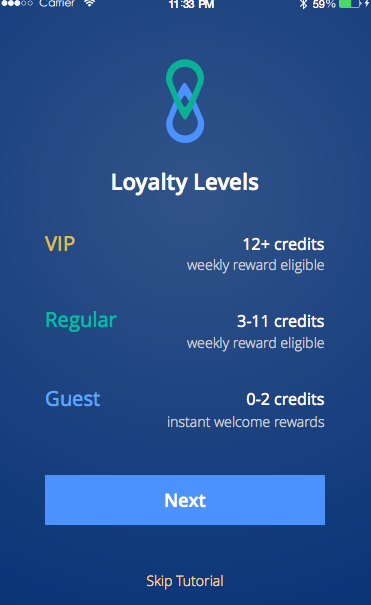 Carrier 11:33 PM 59%
Loyalty Levels
VIP 12+ credits
weekly reward eligible
Regular 3-11 credits
weekly reward eligible
Guest 0-2 credits
instant welcome rewards
Next
Skip Tutorial